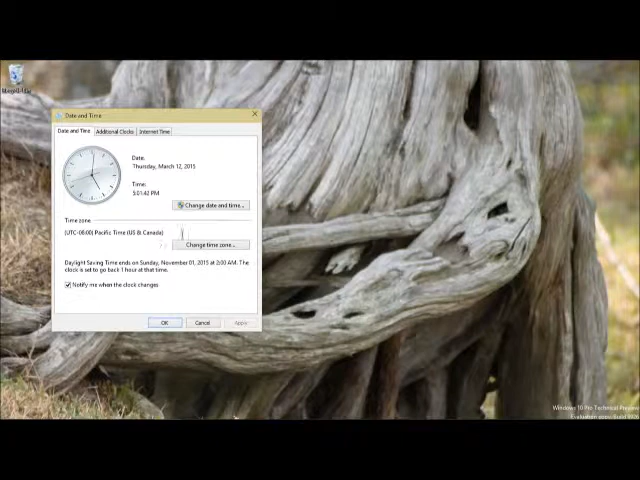 Date and Time
Date and Time Additional Clocks Internet Time
Date:
Thursday, March 12, 2015
Time:
5:01:42 PM
Change date and time...
Time zone
(UTC-08:00) Pacific Time (US & Canada)
Change time zone...
Daylight Saving Time ends on Sunday, November 01, 2015 at 2:00 AM. The
clock is set to go back 1 hour at that time.
Notify me when the clock changes
OK Cancel Apply
Windows 10 Pro Technical Preview
Evaluation copy. Build